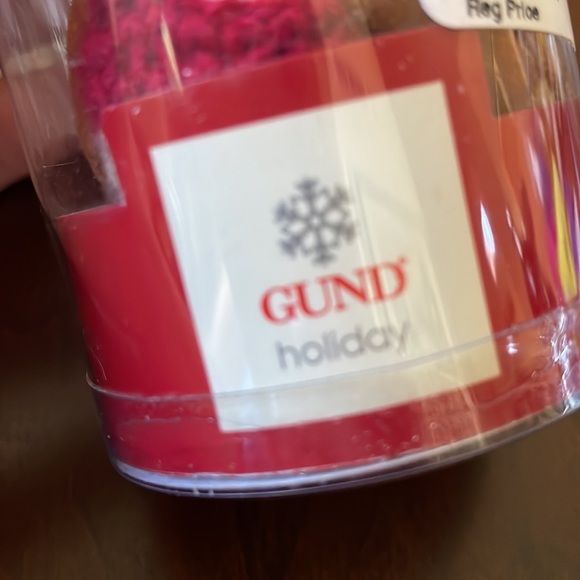 Reg Price
GUND
holiday